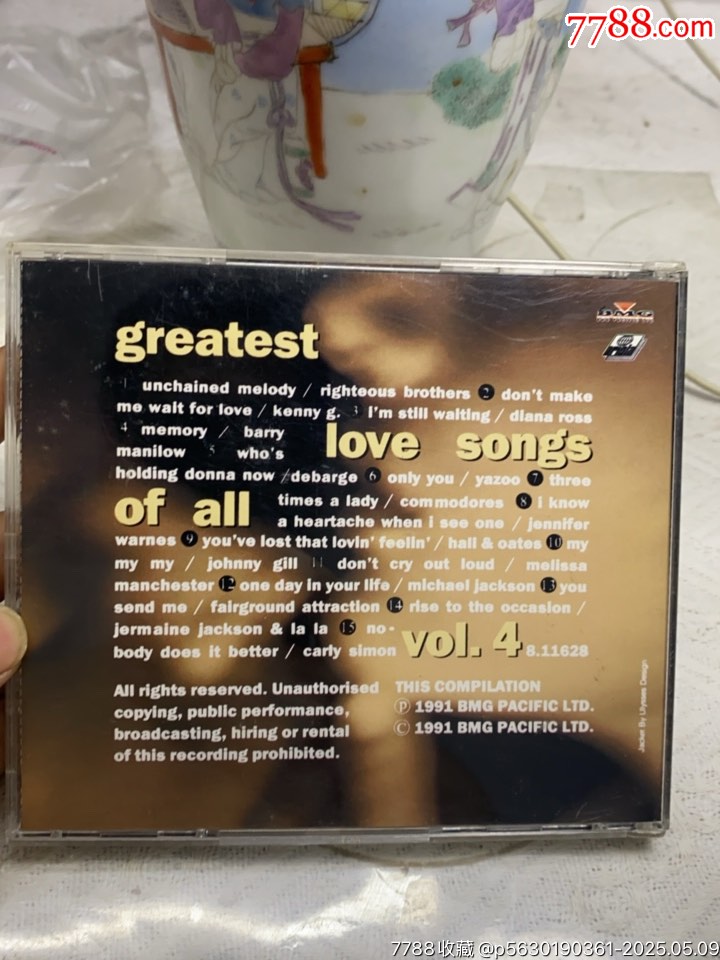 7788.com
BMG
greatest
1 unchained melody / righteous brothers 2 don't make
me wait for love / kenny g. 3 i'm still waiting / diana ross
4 memory / barry
manilow 5 who's
love songs
holding donna now / debarge 6 only you / yazoo 7 three
of all
times a lady / commodores 8 i know
a heartache when i see one / jennifer
warnes 9 you've lost that lovin' feelin' / hall & oates 10 my
my my / johnny gill 11 don't cry out loud / melissa
manchester 12 one day in your life / michael jackson 13 you
send me / fairground attraction 14 rise to the occasion /
jermaine jackson & la la 15 no-
body does it better / carly simon
vol. 4
8.11628
All rights reserved. Unauthorised
copying, public performance,
broadcasting, hiring or rental
of this recording prohibited.
THIS COMPILATION
℗ 1991 BMG PACIFIC LTD.
© 1991 BMG PACIFIC LTD.
Jacket By Ulysses Design
7788收藏 @p5630190361-2025.05.09